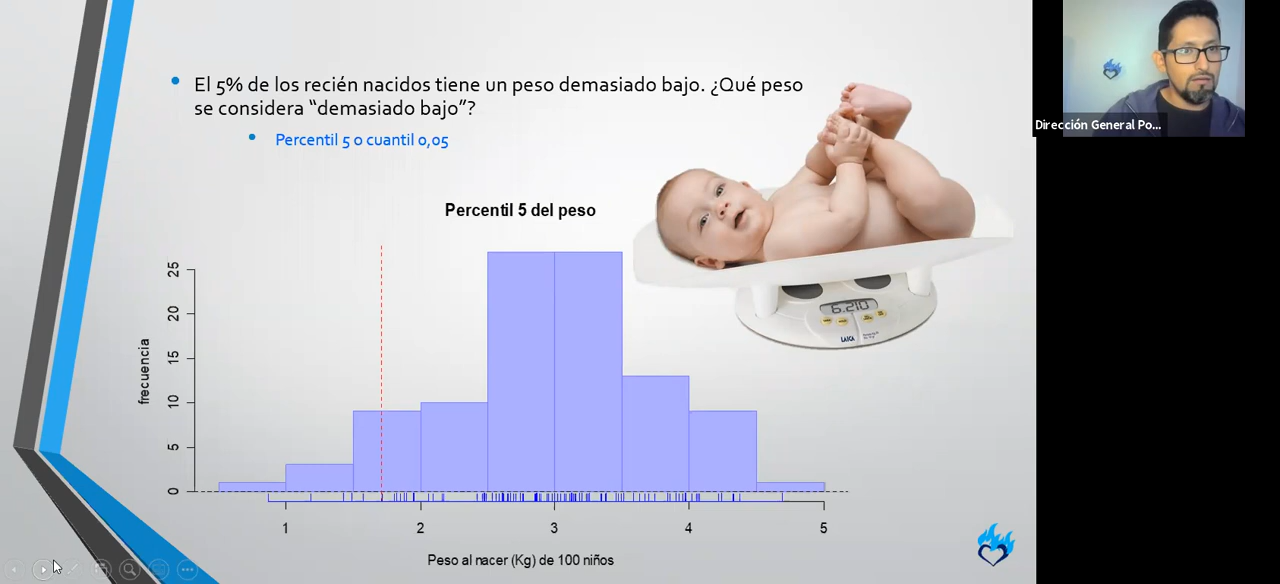 El 5% de los recién nacidos tiene un peso demasiado bajo. ¿Qué peso
se considera “demasiado bajo”?
Percentil 5 o cuantil 0,05
Dirección General Po...
Percentil 5 del peso
6.210
LAICA
frecuencia
25
20
15
10
5
0
1
2
3
4
5
Peso al nacer (Kg) de 100 niños